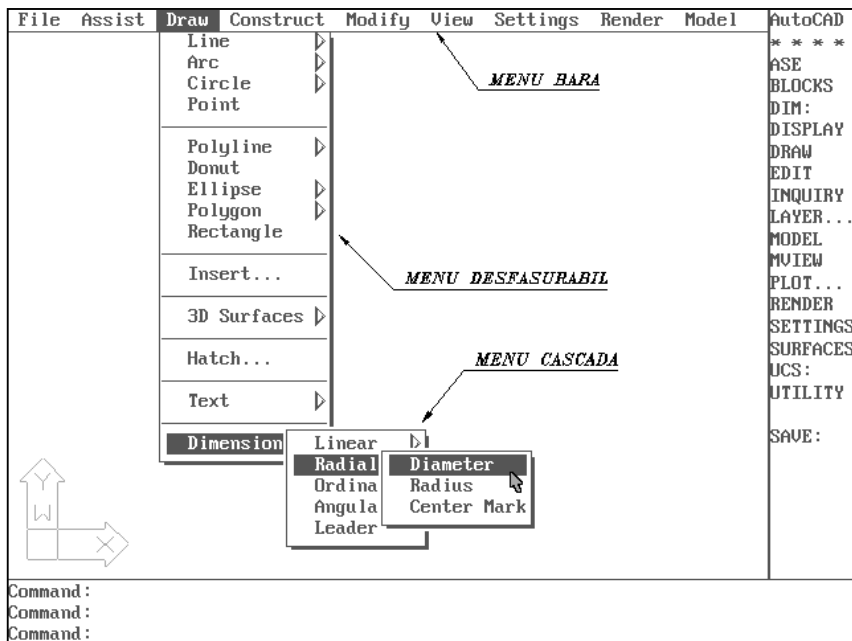 File Assist Draw Construct Modify View Settings Render Model
Line
Arc
Circle
Point
Polyline
Donut
Ellipse
Polygon
Rectangle
Insert...
3D Surfaces
Hatch...
Text
Dimension
Linear
Radial
Ordina
Angula
Leader
Diameter
Radius
Center Mark
MENU BARA
MENU DESFASURABIL
MENU CASCADA
AutoCAD
* * * *
ASE
BLOCKS
DIM:
DISPLAY
DRAW
EDIT
INQUIRY
LAYER...
MODEL
MVIEW
PLOT...
RENDER
SETTINGS
SURFACES
UCS:
UTILITY
SAVE:
Y
W
X
Command:
Command:
Command: